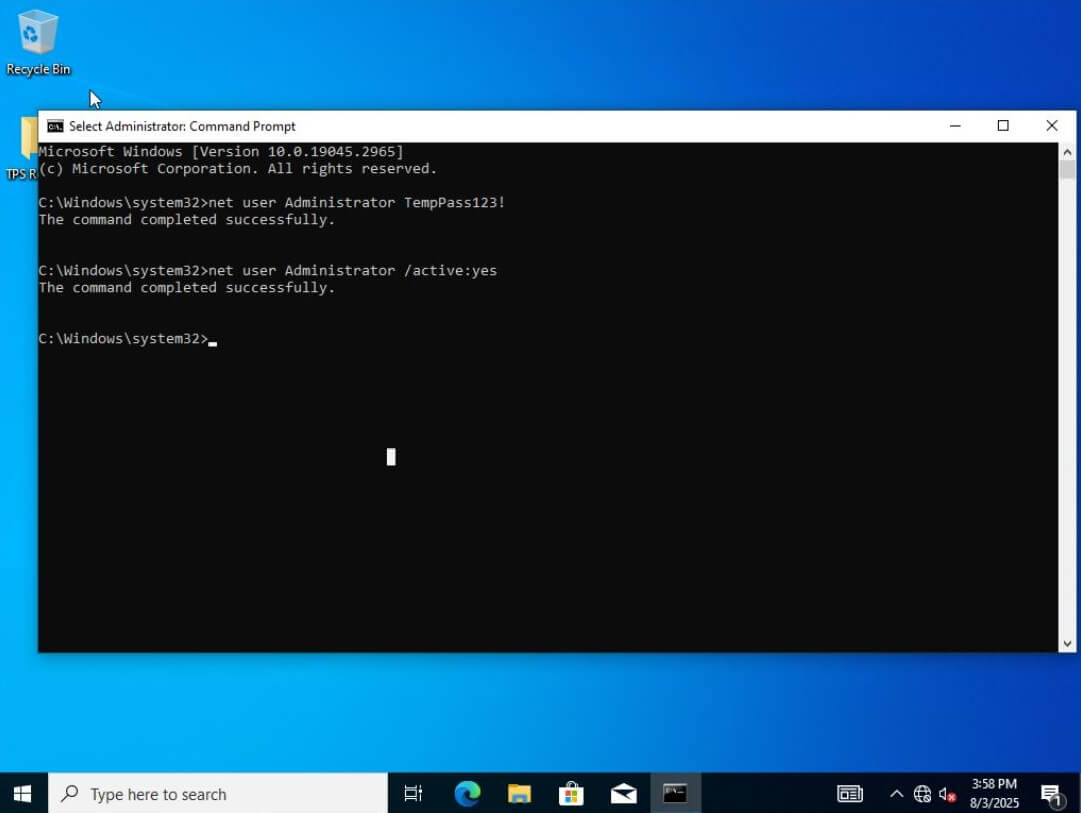 Recycle Bin
TPS R
Select Administrator: Command Prompt
Microsoft Windows [Version 10.0.19045.2965]
(c) Microsoft Corporation. All rights reserved.
C:\Windows\system32>net user Administrator TempPass123!
The command completed successfully.
C:\Windows\system32>net user Administrator /active:yes
The command completed successfully.
C:\Windows\system32>
Type here to search
3:58 PM
8/3/2025
1